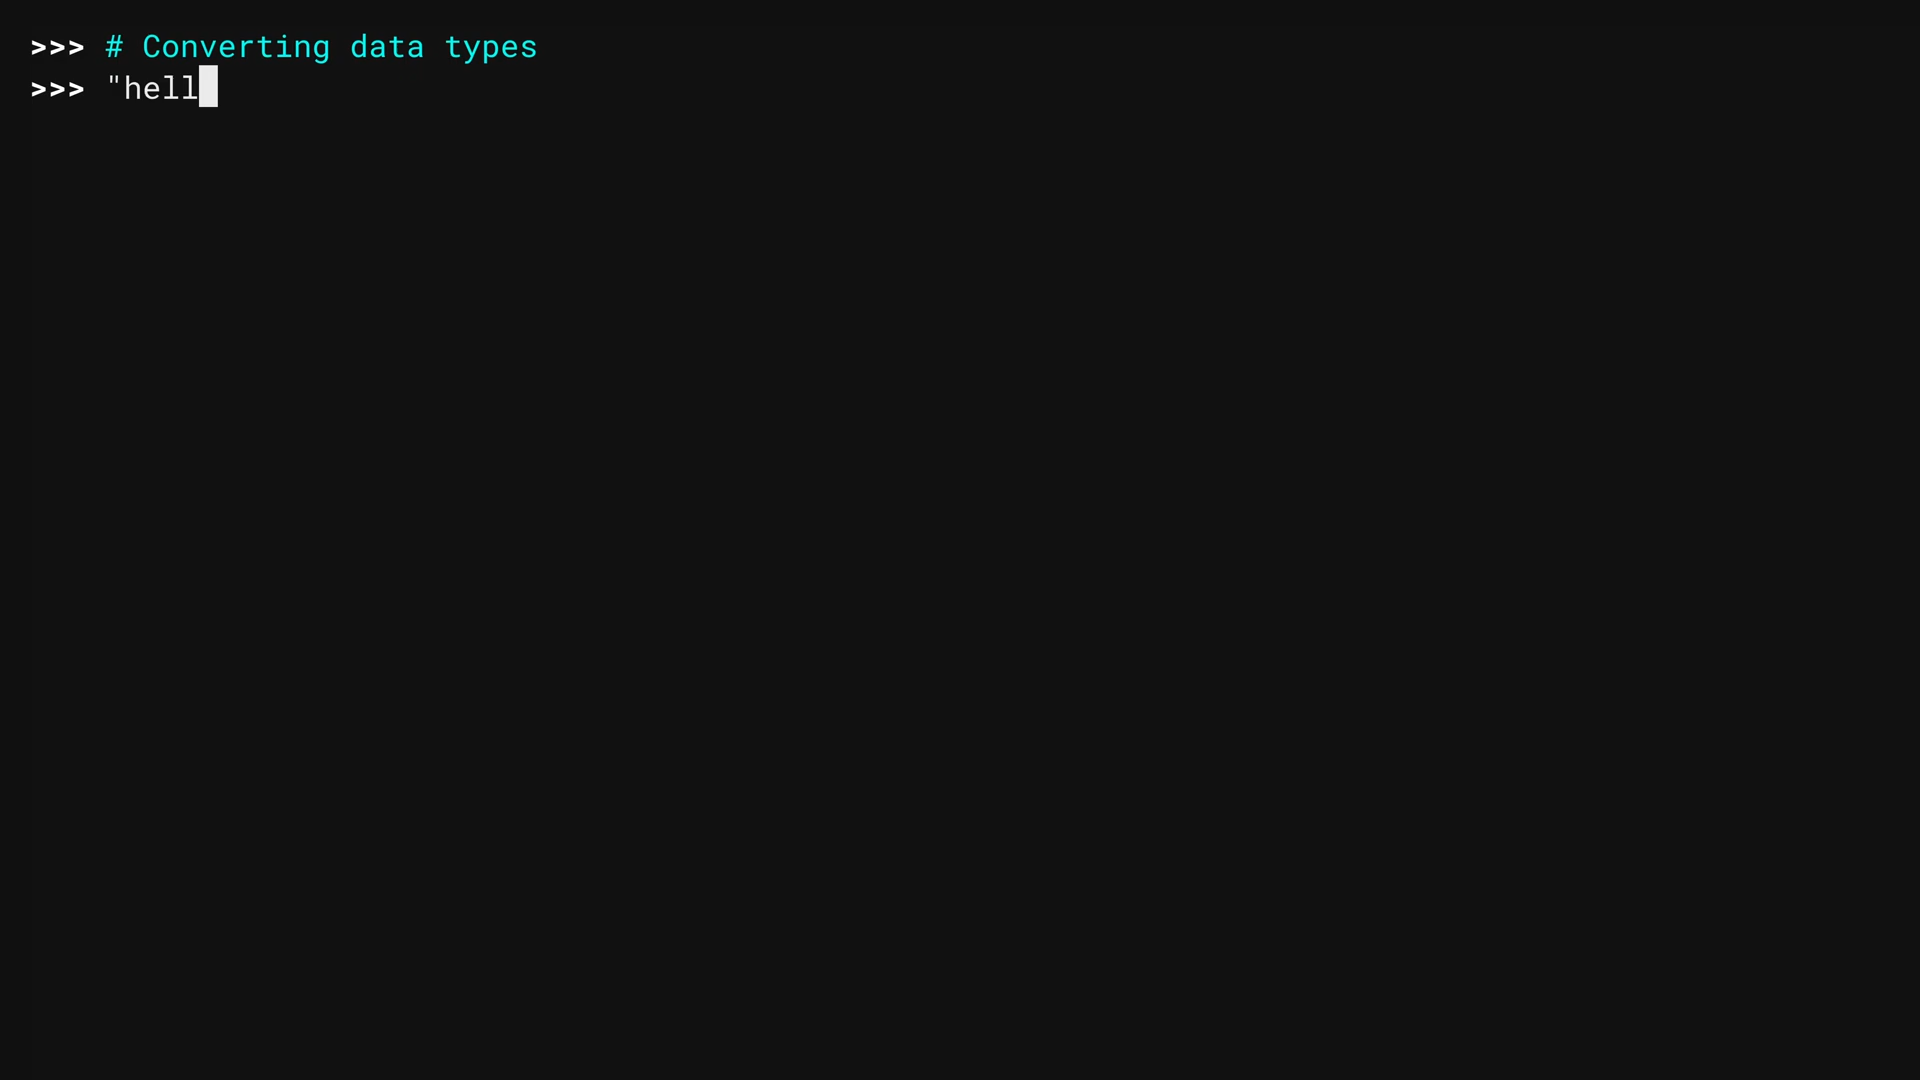 >>> # Converting data types
>>> "hell